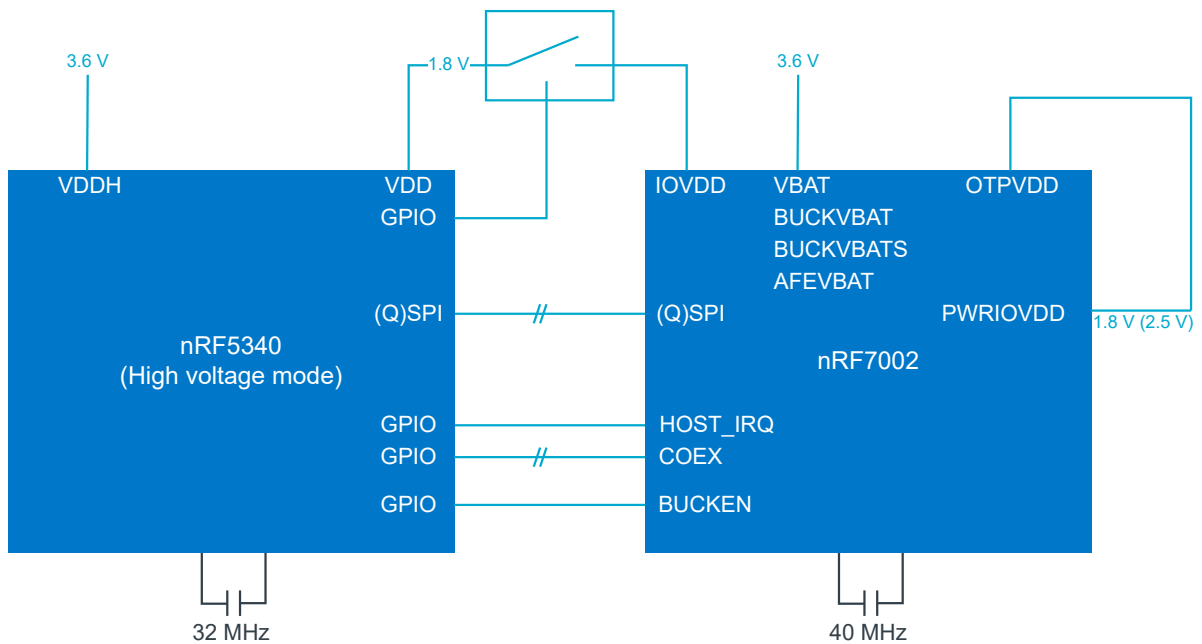 3.6 V
1.8 V
3.6 V
VDDH
VDD
IOVDD
VBAT
OTPVDD
GPIO
BUCKVBAT
BUCKVBATS
AFEVBAT
(Q)SPI
(Q)SPI
PWRIOVDD
1.8 V (2.5 V)
nRF5340
(High voltage mode)
nRF7002
GPIO
HOST_IRQ
GPIO
COEX
GPIO
BUCKEN
32 MHz
40 MHz